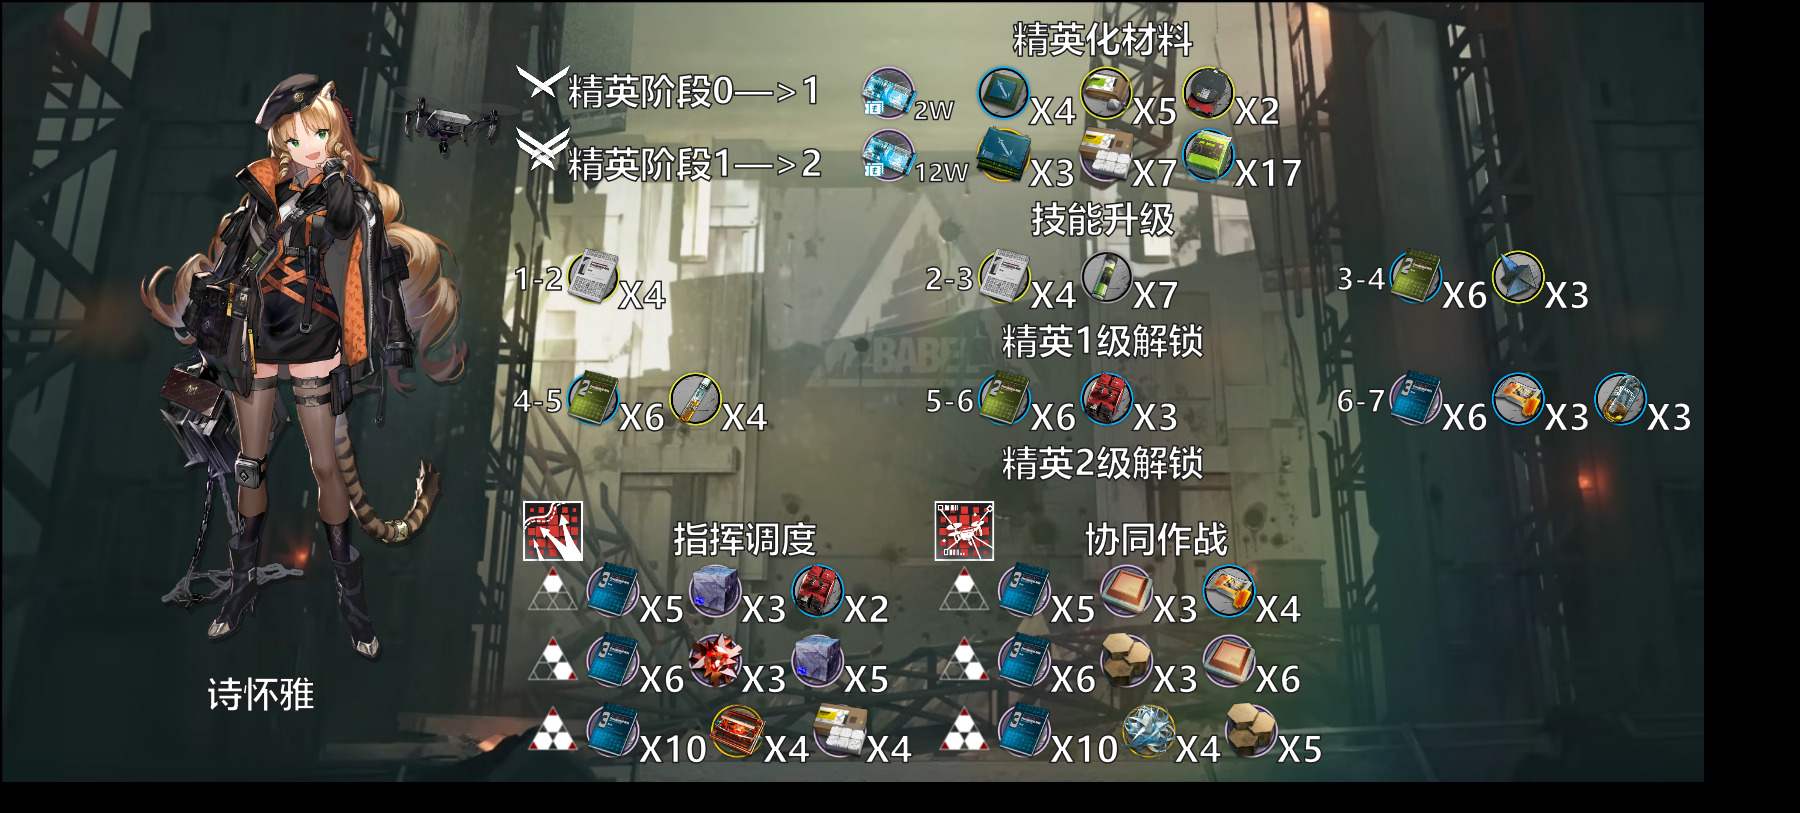 精英化材料
精英阶段0—>1 2W X4 X5 X2
精英阶段1—>2 12W X3 X7 X17
技能升级
1-2 X4 2-3 X4 X7 3-4 X6 X3
BABEL
精英1级解锁
4-5 X6 X4 5-6 X6 X3 6-7 X6 X3 X3
精英2级解锁
指挥调度 协同作战
X5 X3 X2 X5 X3 X4
X6 X3 X5 X6 X3 X6
诗怀雅
X10 X4 X4 X10 X4 X5